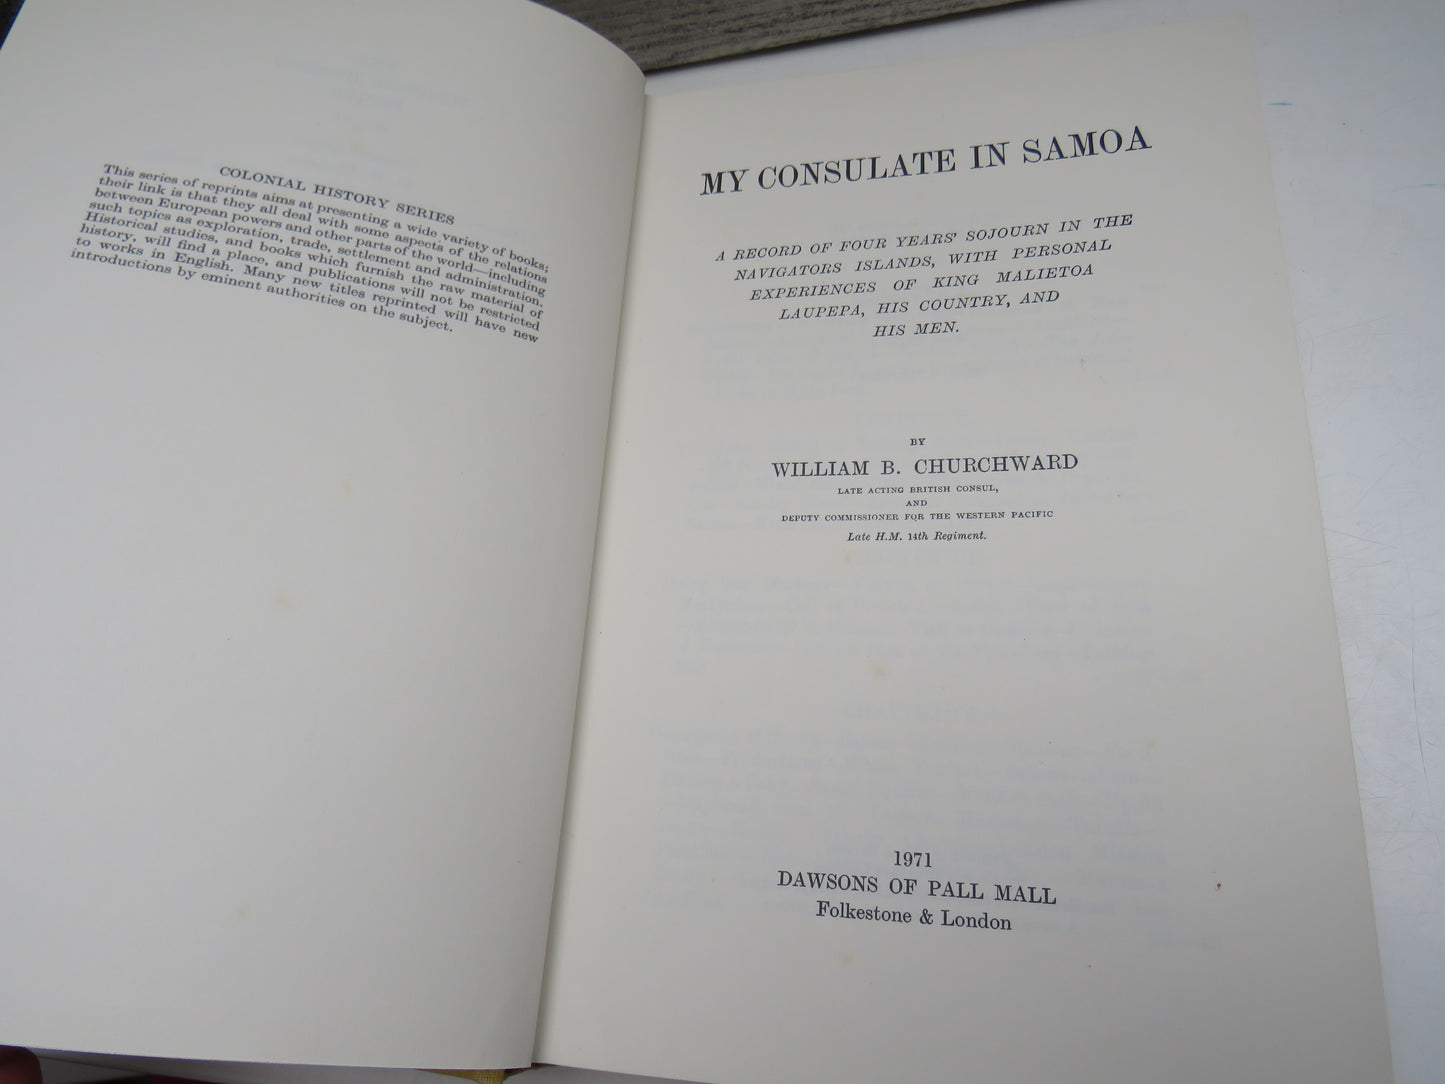 COLONIAL HISTORY SERIES
This series of reprints aims at presenting a wide variety of books;
their link is that they all deal with some aspects of the relations
between European powers and other parts of the world—including
such topics as exploration, trade, settlement and administration.
Historical studies, and books which furnish the raw material of
history, will find a place, and publications will not be restricted
to works in English. Many new titles reprinted will have new
introductions by eminent authorities on the subject.
MY CONSULATE IN SAMOA
A RECORD OF FOUR YEARS' SOJOURN IN THE
NAVIGATORS ISLANDS, WITH PERSONAL
EXPERIENCES OF KING MALIETOA
LAUPEPA, HIS COUNTRY, AND
HIS MEN.
BY
WILLIAM B. CHURCHWARD
LATE ACTING BRITISH CONSUL,
AND
DEPUTY COMMISSIONER FOR THE WESTERN PACIFIC
Late H.M. 14th Regiment.
1971
DAWSONS OF PALL MALL
Folkestone & London